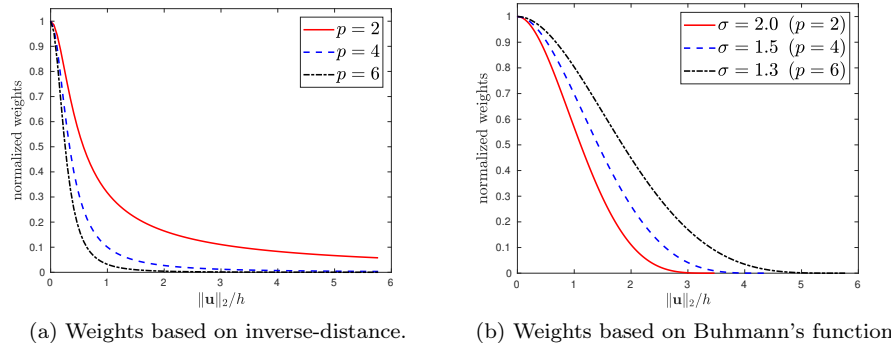 1
0.9
0.8
0.7
0.6
0.5
0.4
0.3
0.2
0.1
0
normalized weights
p = 2
p = 4
p = 6
0 1 2 3 4 5 6
‖u‖₂/h
(a) Weights based on inverse-distance.
1
0.9
0.8
0.7
0.6
0.5
0.4
0.3
0.2
0.1
0
normalized weights
σ = 2.0 (p = 2)
σ = 1.5 (p = 4)
σ = 1.3 (p = 6)
0 1 2 3 4 5 6
‖u‖₂/h
(b) Weights based on Buhmann's function